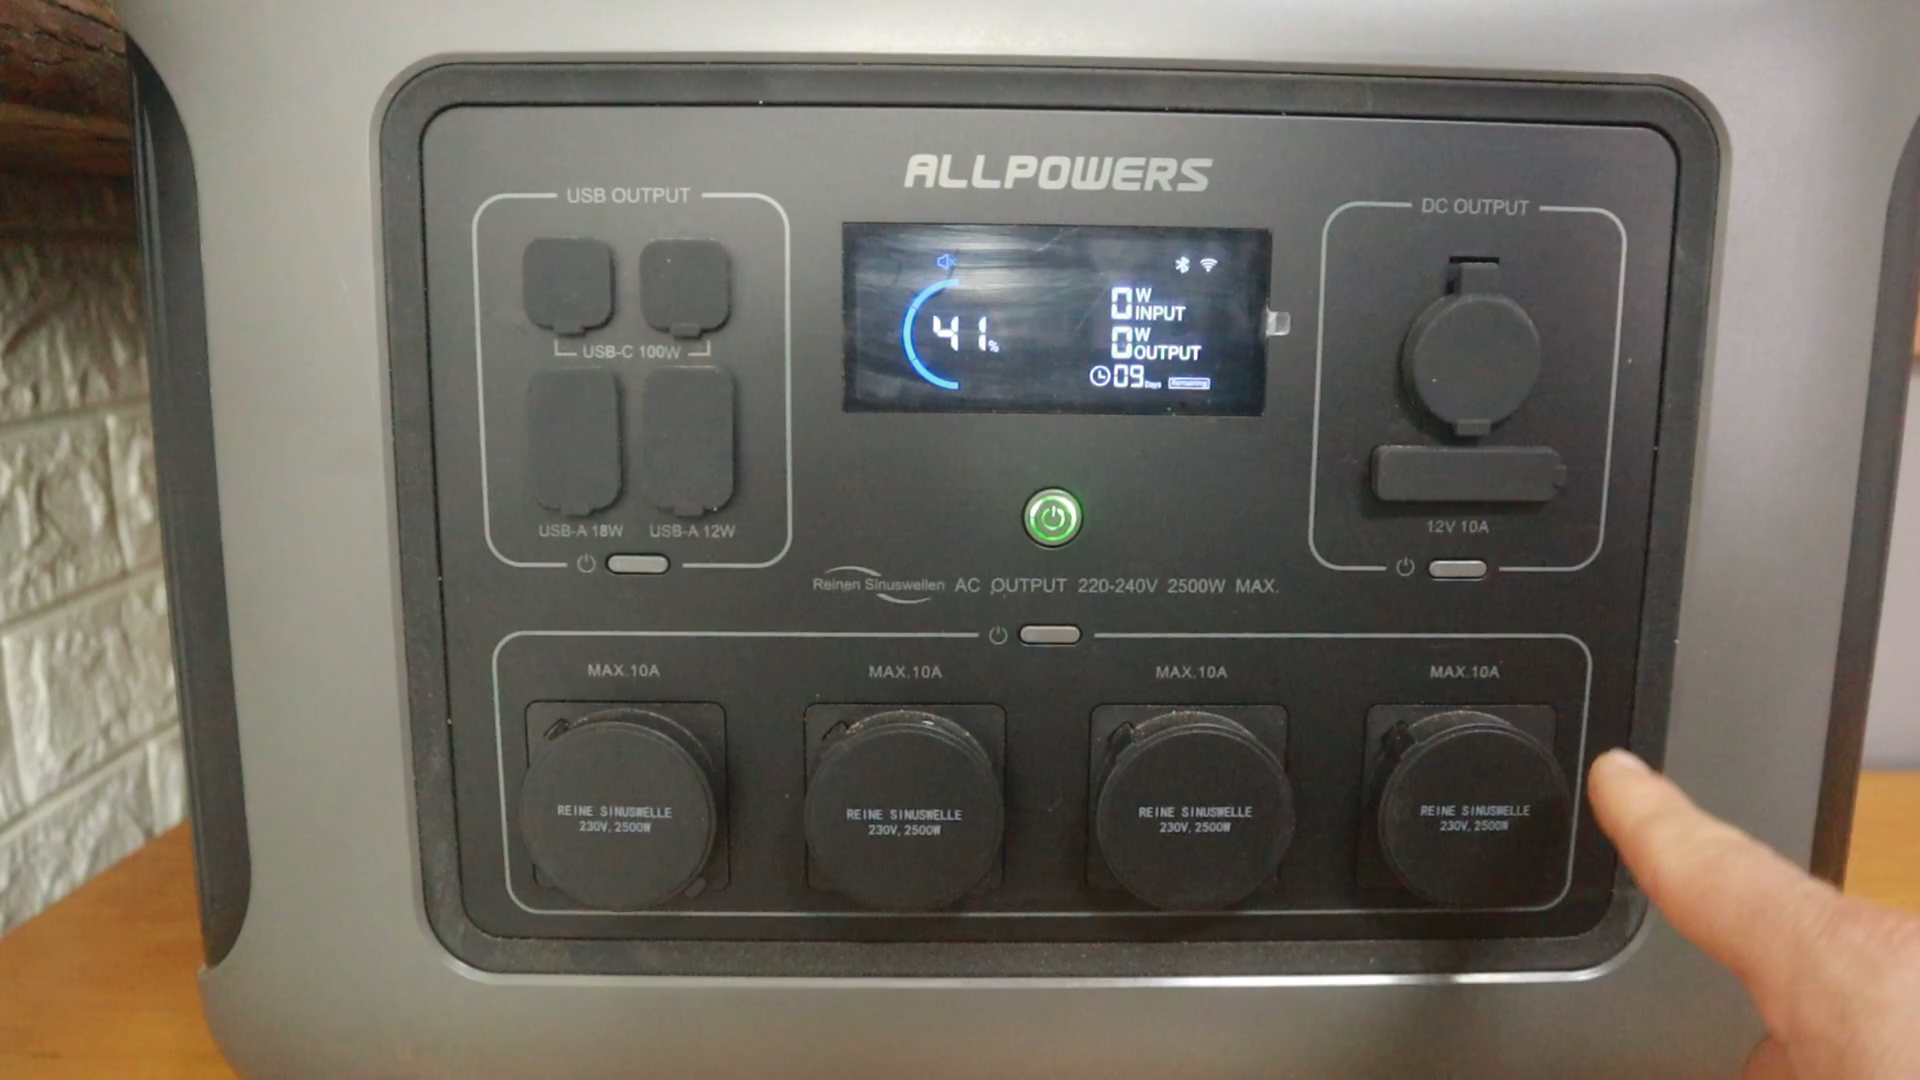 ALLPOWERS
USB OUTPUT
USB-C 100W
USB-A 18W
USB-A 12W
41%
0W
INPUT
0W
OUTPUT
09 Days Remaining
DC OUTPUT
12V 10A
Reinen Sinuswellen
AC OUTPUT 220-240V 2500W MAX.
MAX.10A
MAX.10A
MAX.10A
MAX.10A
REINE SINUSWELLE
230V, 2500W
REINE SINUSWELLE
230V, 2500W
REINE SINUSWELLE
230V, 2500W
REINE SINUSWELLE
230V, 2500W